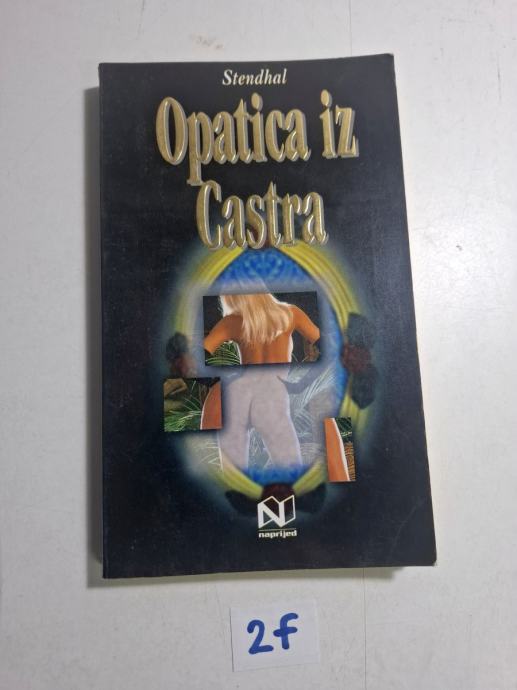 Stendhal
Opatica iz
Castra
naprijed
2f